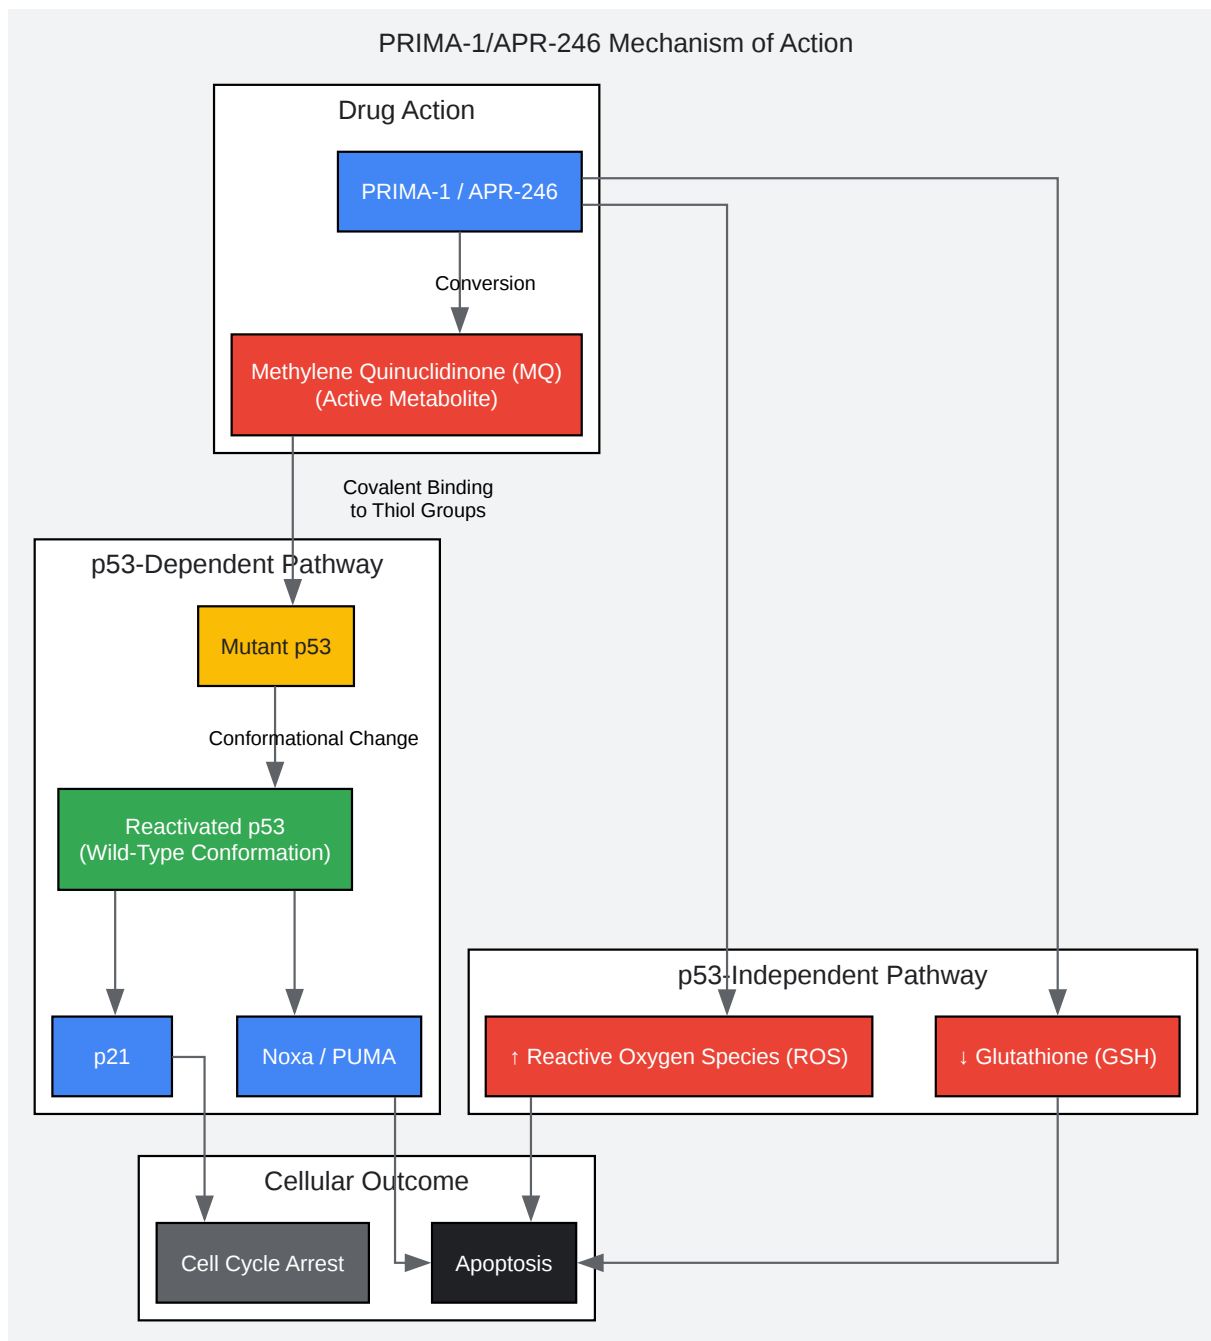 PRIMA-1/APR-246 Mechanism of Action
Drug Action
PRIMA-1 / APR-246
Conversion
Methylene Quinuclidinone (MQ)
(Active Metabolite)
Covalent Binding
to Thiol Groups
p53-Dependent Pathway
Mutant p53
Conformational Change
Reactivated p53
(Wild-Type Conformation)
p21
Noxa / PUMA
p53-Independent Pathway
↑ Reactive Oxygen Species (ROS)
↓ Glutathione (GSH)
Cellular Outcome
Cell Cycle Arrest
Apoptosis